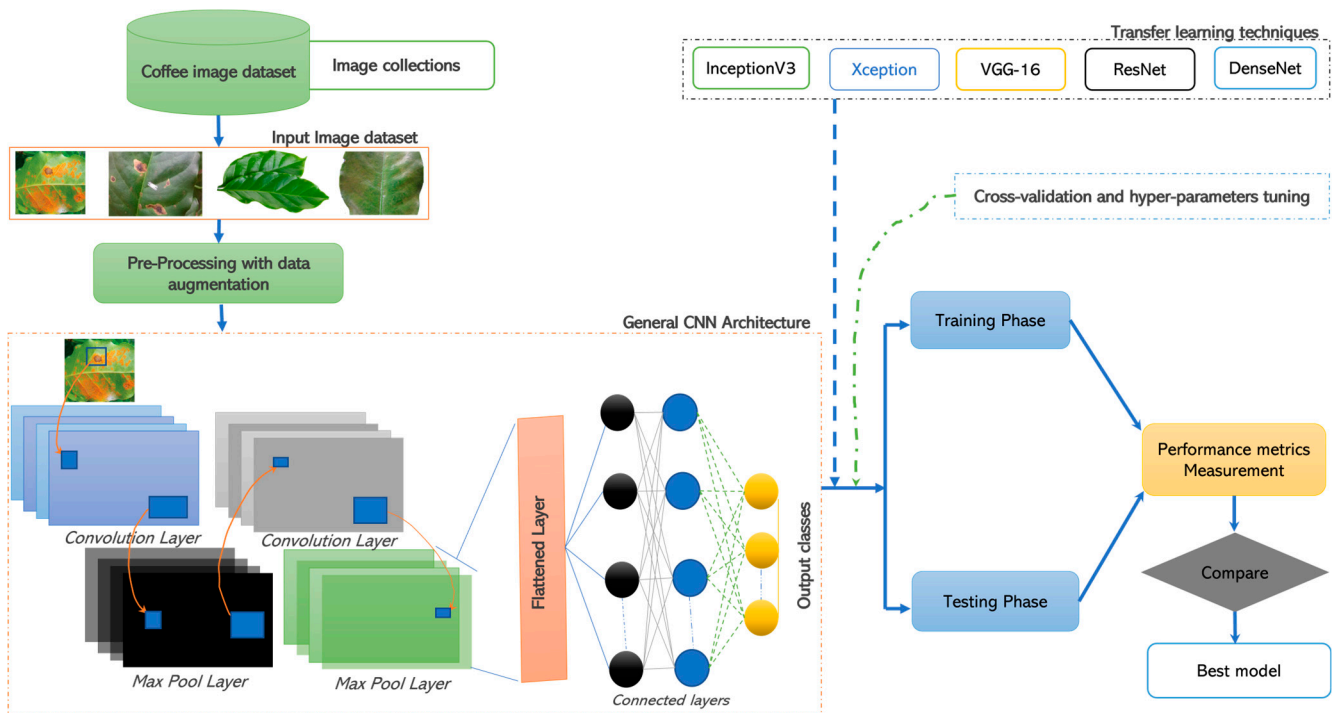 Coffee image dataset
Image collections
Input Image dataset
Pre-Processing with data
augmentation
General CNN Architecture
Convolution Layer
Convolution Layer
Max Pool Layer
Max Pool Layer
Flattened Layer
Connected layers
Output classes
Transfer learning techniques
InceptionV3
Xception
VGG-16
ResNet
DenseNet
Cross-validation and hyper-parameters tuning
Training Phase
Testing Phase
Performance metrics
Measurement
Compare
Best model